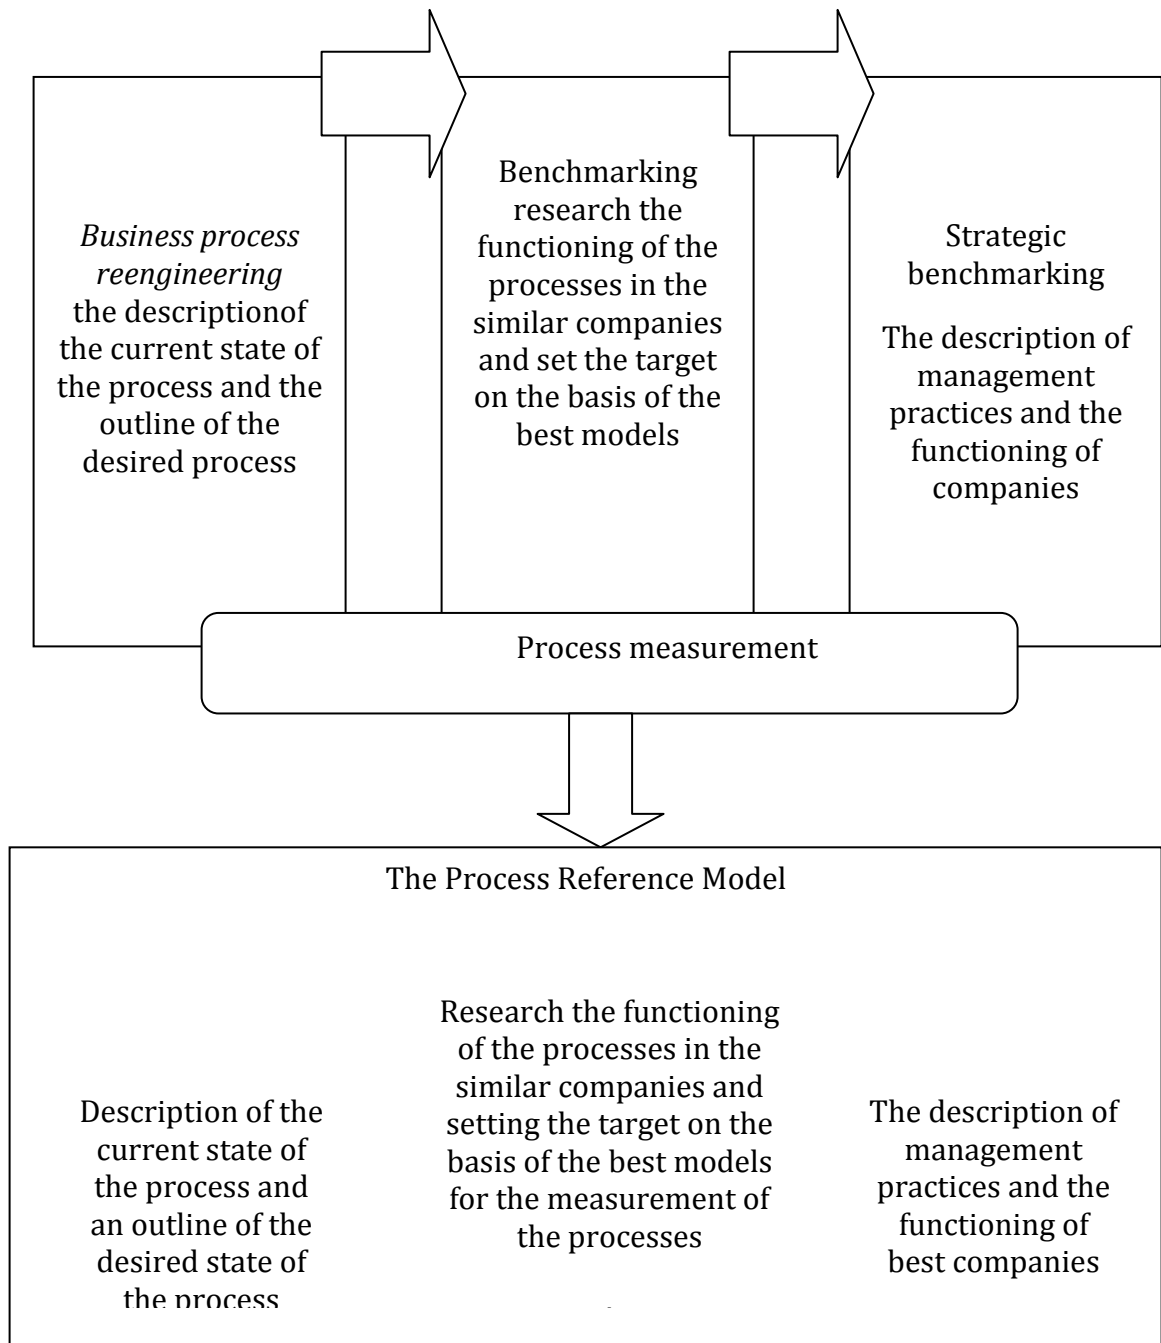 Business process
reengineering
the descriptionof
the current state of
the process and the
outline of the
desired process
Benchmarking
research the
functioning of the
processes in the
similar companies
and set the target
on the basis of the
best models
Strategic
benchmarking
The description of
management
practices and the
functioning of
companies
Process measurement
The Process Reference Model
Description of the
current state of
the process and
an outline of the
desired state of
the process
Research the functioning
of the processes in the
similar companies and
setting the target on the
basis of the best models
for the measurement of
the processes
The description of
management
practices and the
functioning of
best companies